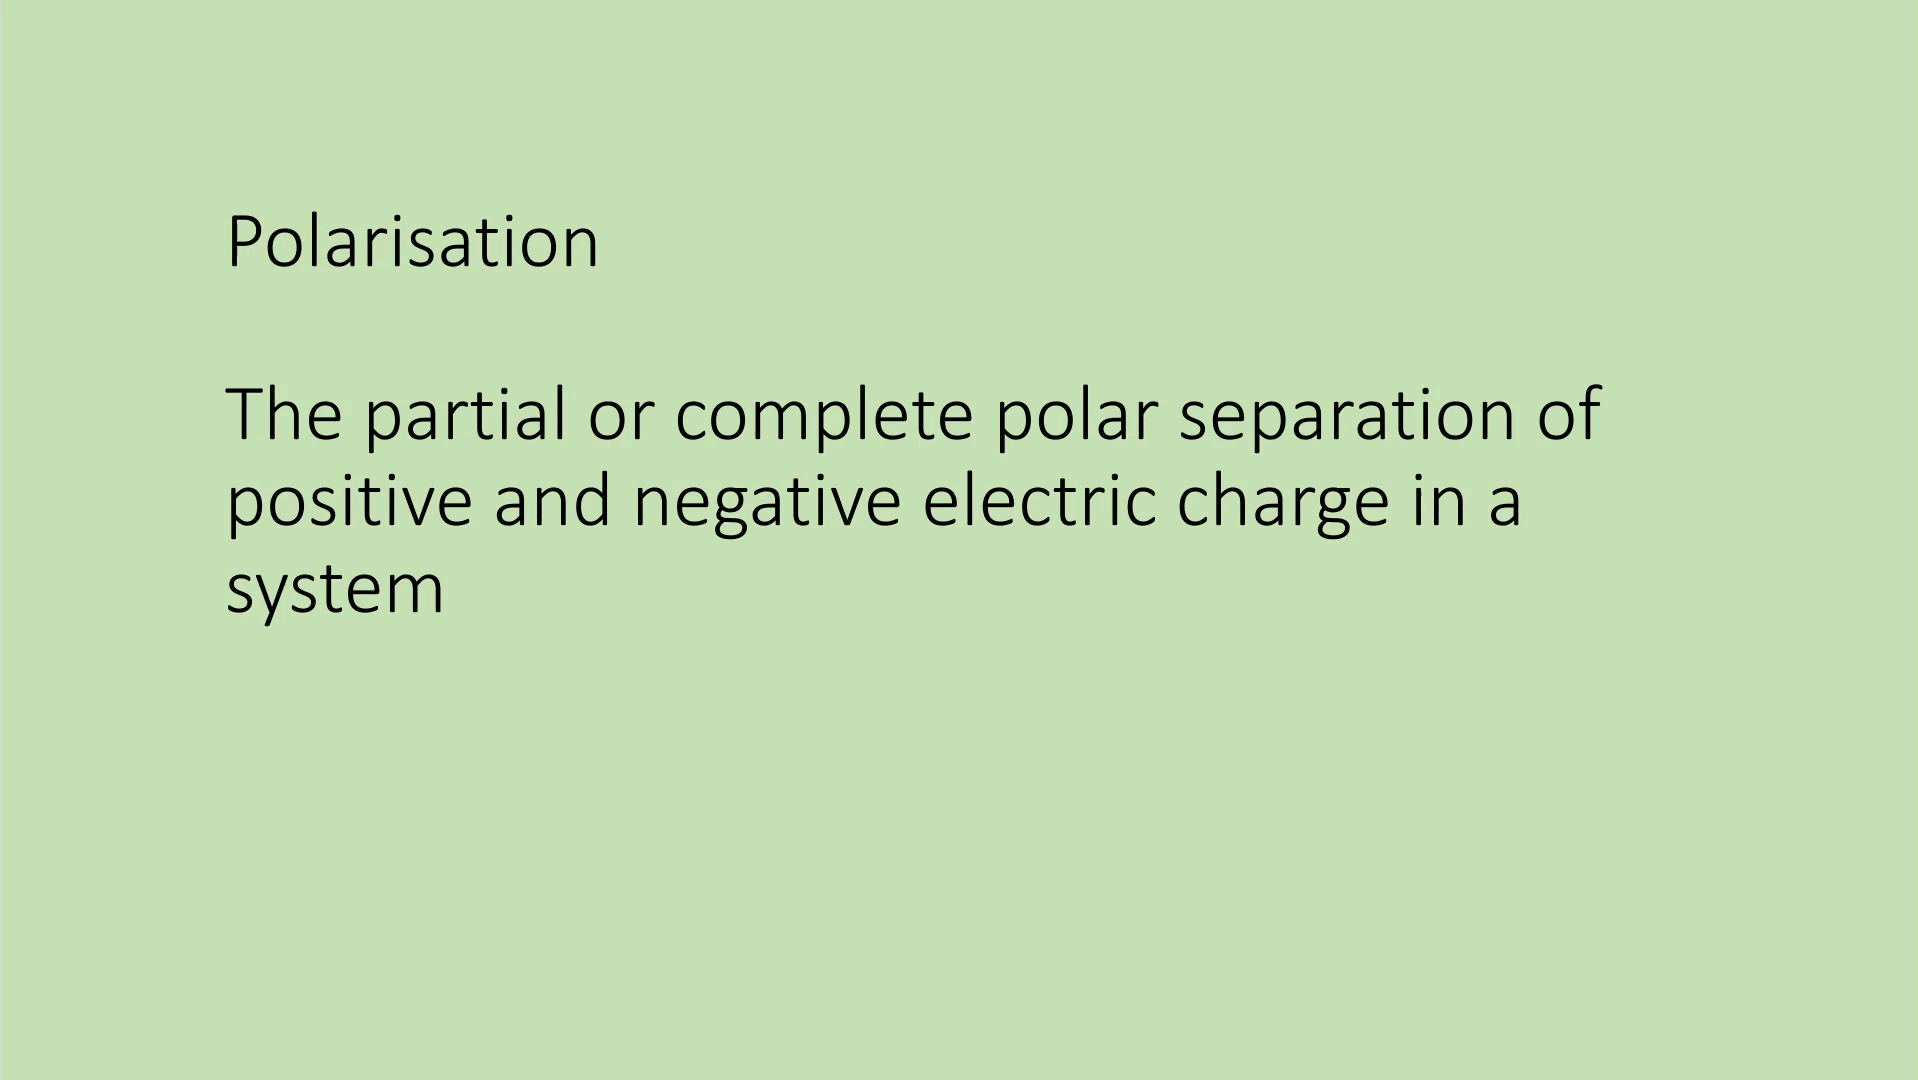 Polarisation
The partial or complete polar separation of
positive and negative electric charge in a
system